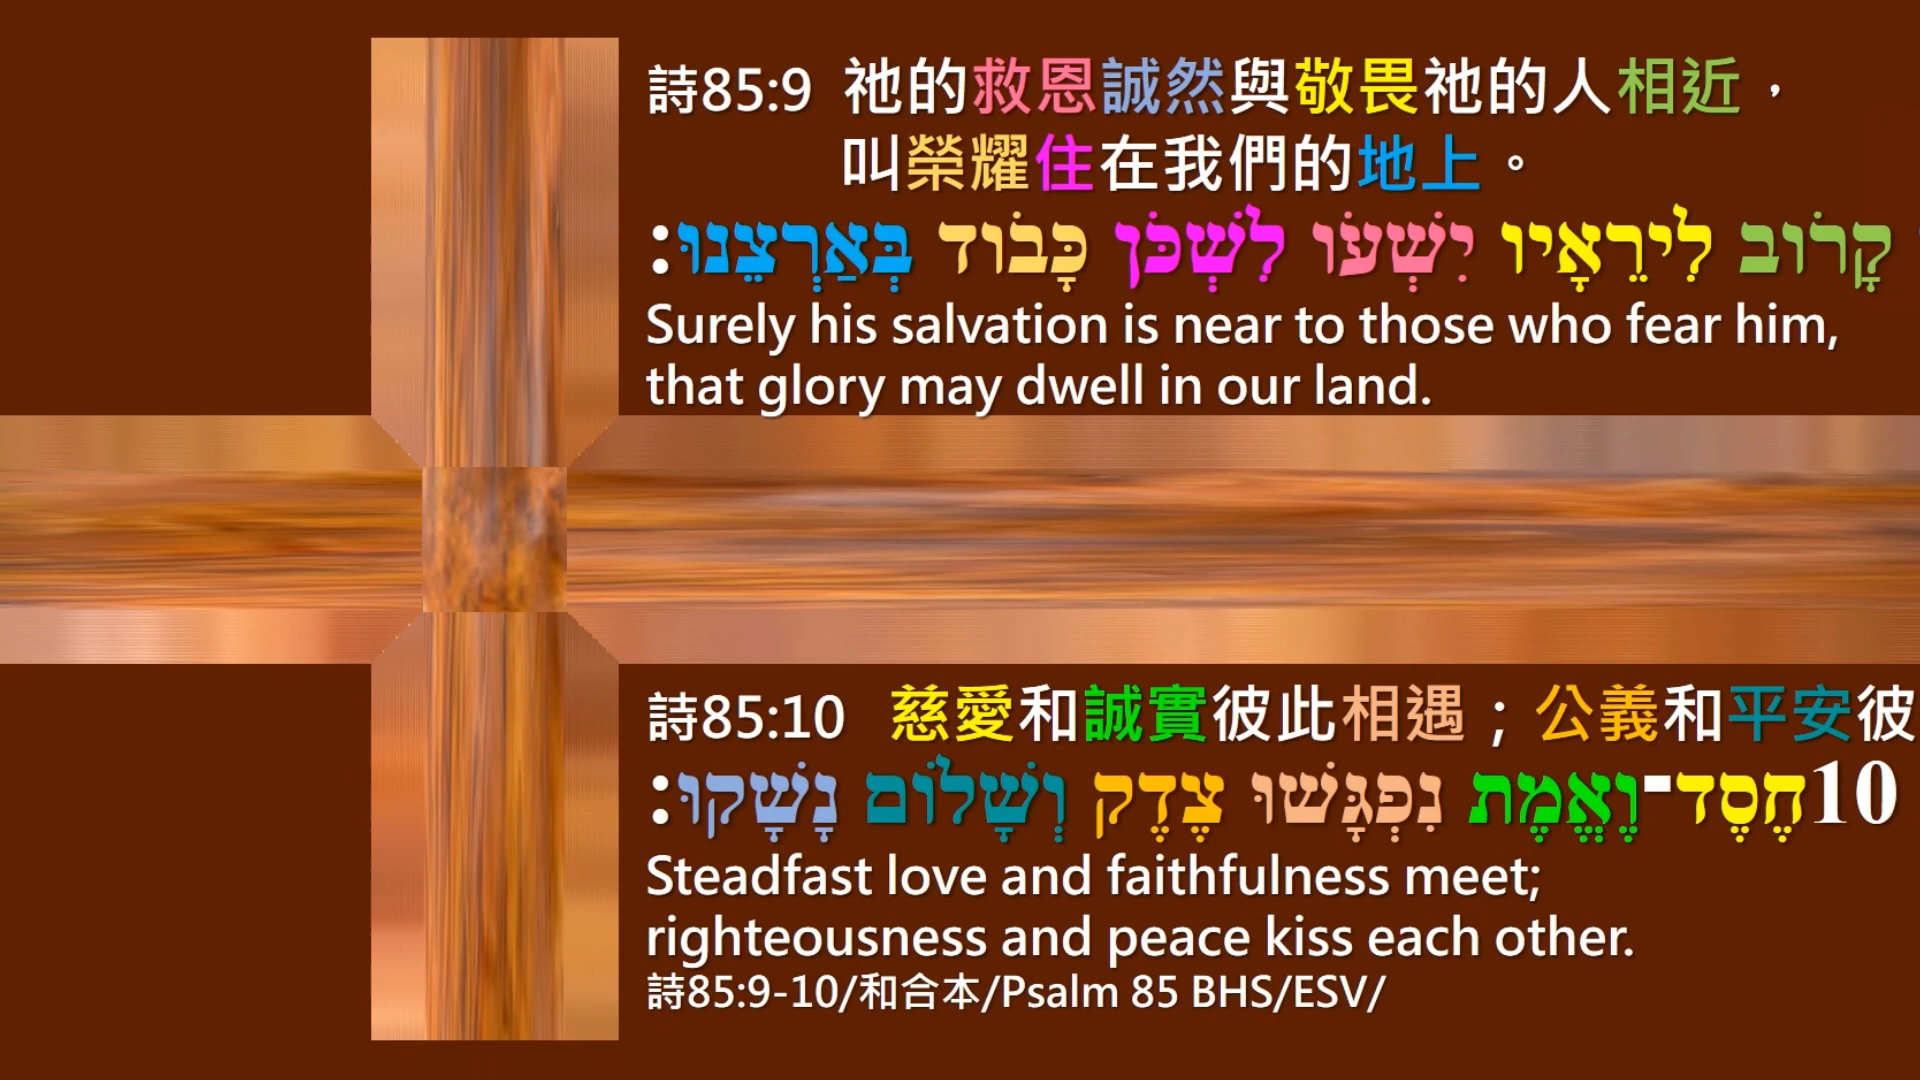 詩85:9 祂的救恩誠然與敬畏祂的人相近，
叫榮耀住在我們的地上。
קָרֹוב לִירֵאָיו יִשְׁעֹו לִשְׁכֹּן כָּבֹוד בְּאַרְצֵנוּ׃
Surely his salvation is near to those who fear him,
that glory may dwell in our land.
詩85:10 慈愛和誠實彼此相遇；公義和平安彼
10חֶסֶד־וֶאֱמֶת נִפְגָּשׁוּ צֶדֶק וְשָׁלֹום נָשָׁקוּ׃
Steadfast love and faithfulness meet;
righteousness and peace kiss each other.
詩85:9-10/和合本/Psalm 85 BHS/ESV/